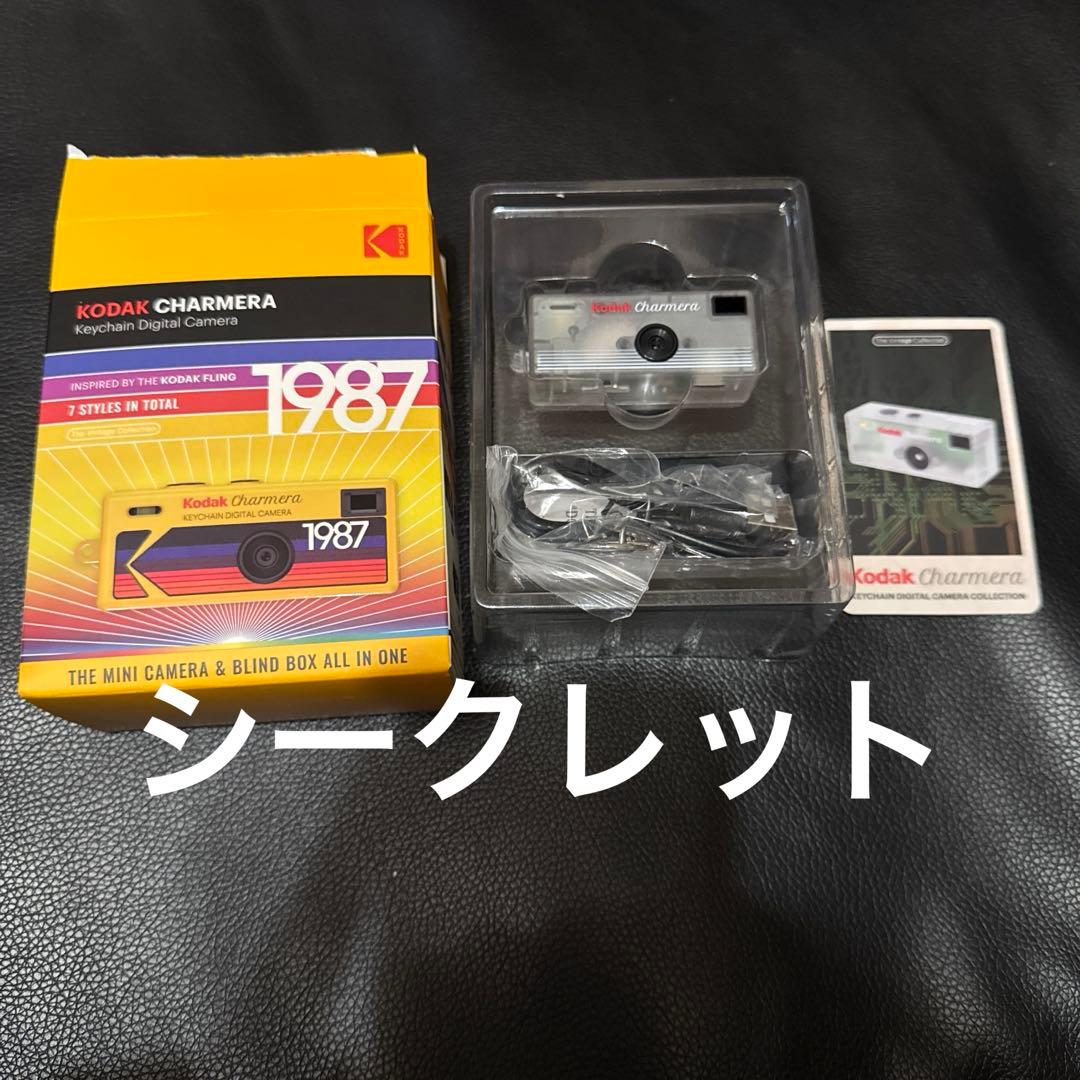 KODAK
KODAK CHARMERA
Keychain Digital Camera
INSPIRED BY THE KODAK FLING
1987
7 STYLES IN TOTAL
The Vintage Collection
Kodak Charmera
KEYCHAIN DIGITAL CAMERA
1987
THE MINI CAMERA & BLIND BOX ALL IN ONE
Kodak Charmera
The Vintage Collection
Kodak Charmera
Kodak Charmera
KEYCHAIN DIGITAL CAMERA COLLECTION
シークレット